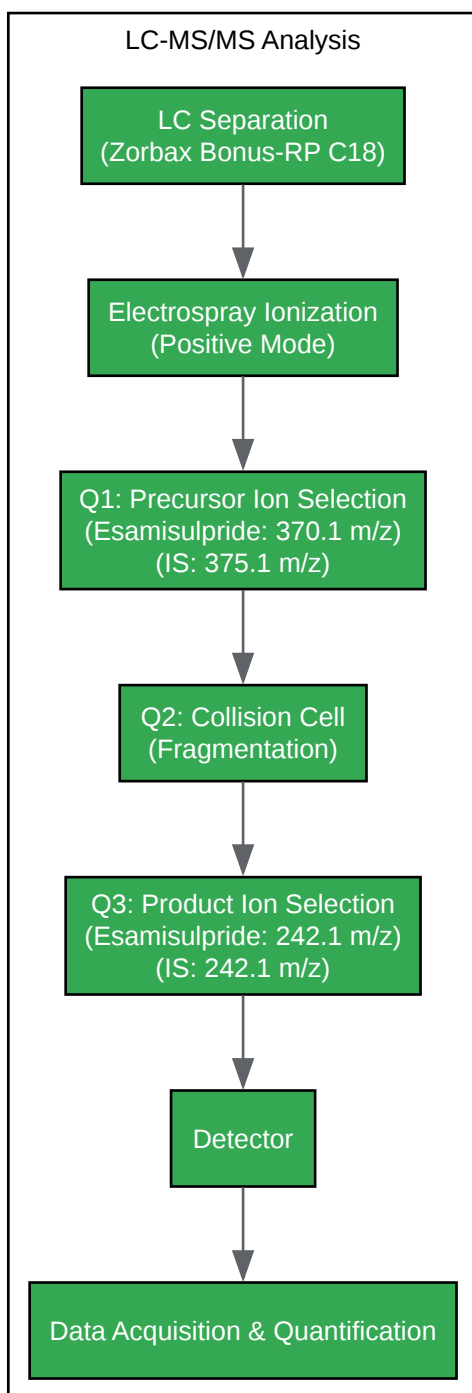 LC-MS/MS Analysis
LC Separation
(Zorbax Bonus-RP C18)
Electrospray Ionization
(Positive Mode)
Q1: Precursor Ion Selection
(Esamisulpride: 370.1 m/z)
(IS: 375.1 m/z)
Q2: Collision Cell
(Fragmentation)
Q3: Product Ion Selection
(Esamisulpride: 242.1 m/z)
(IS: 242.1 m/z)
Detector
Data Acquisition & Quantification